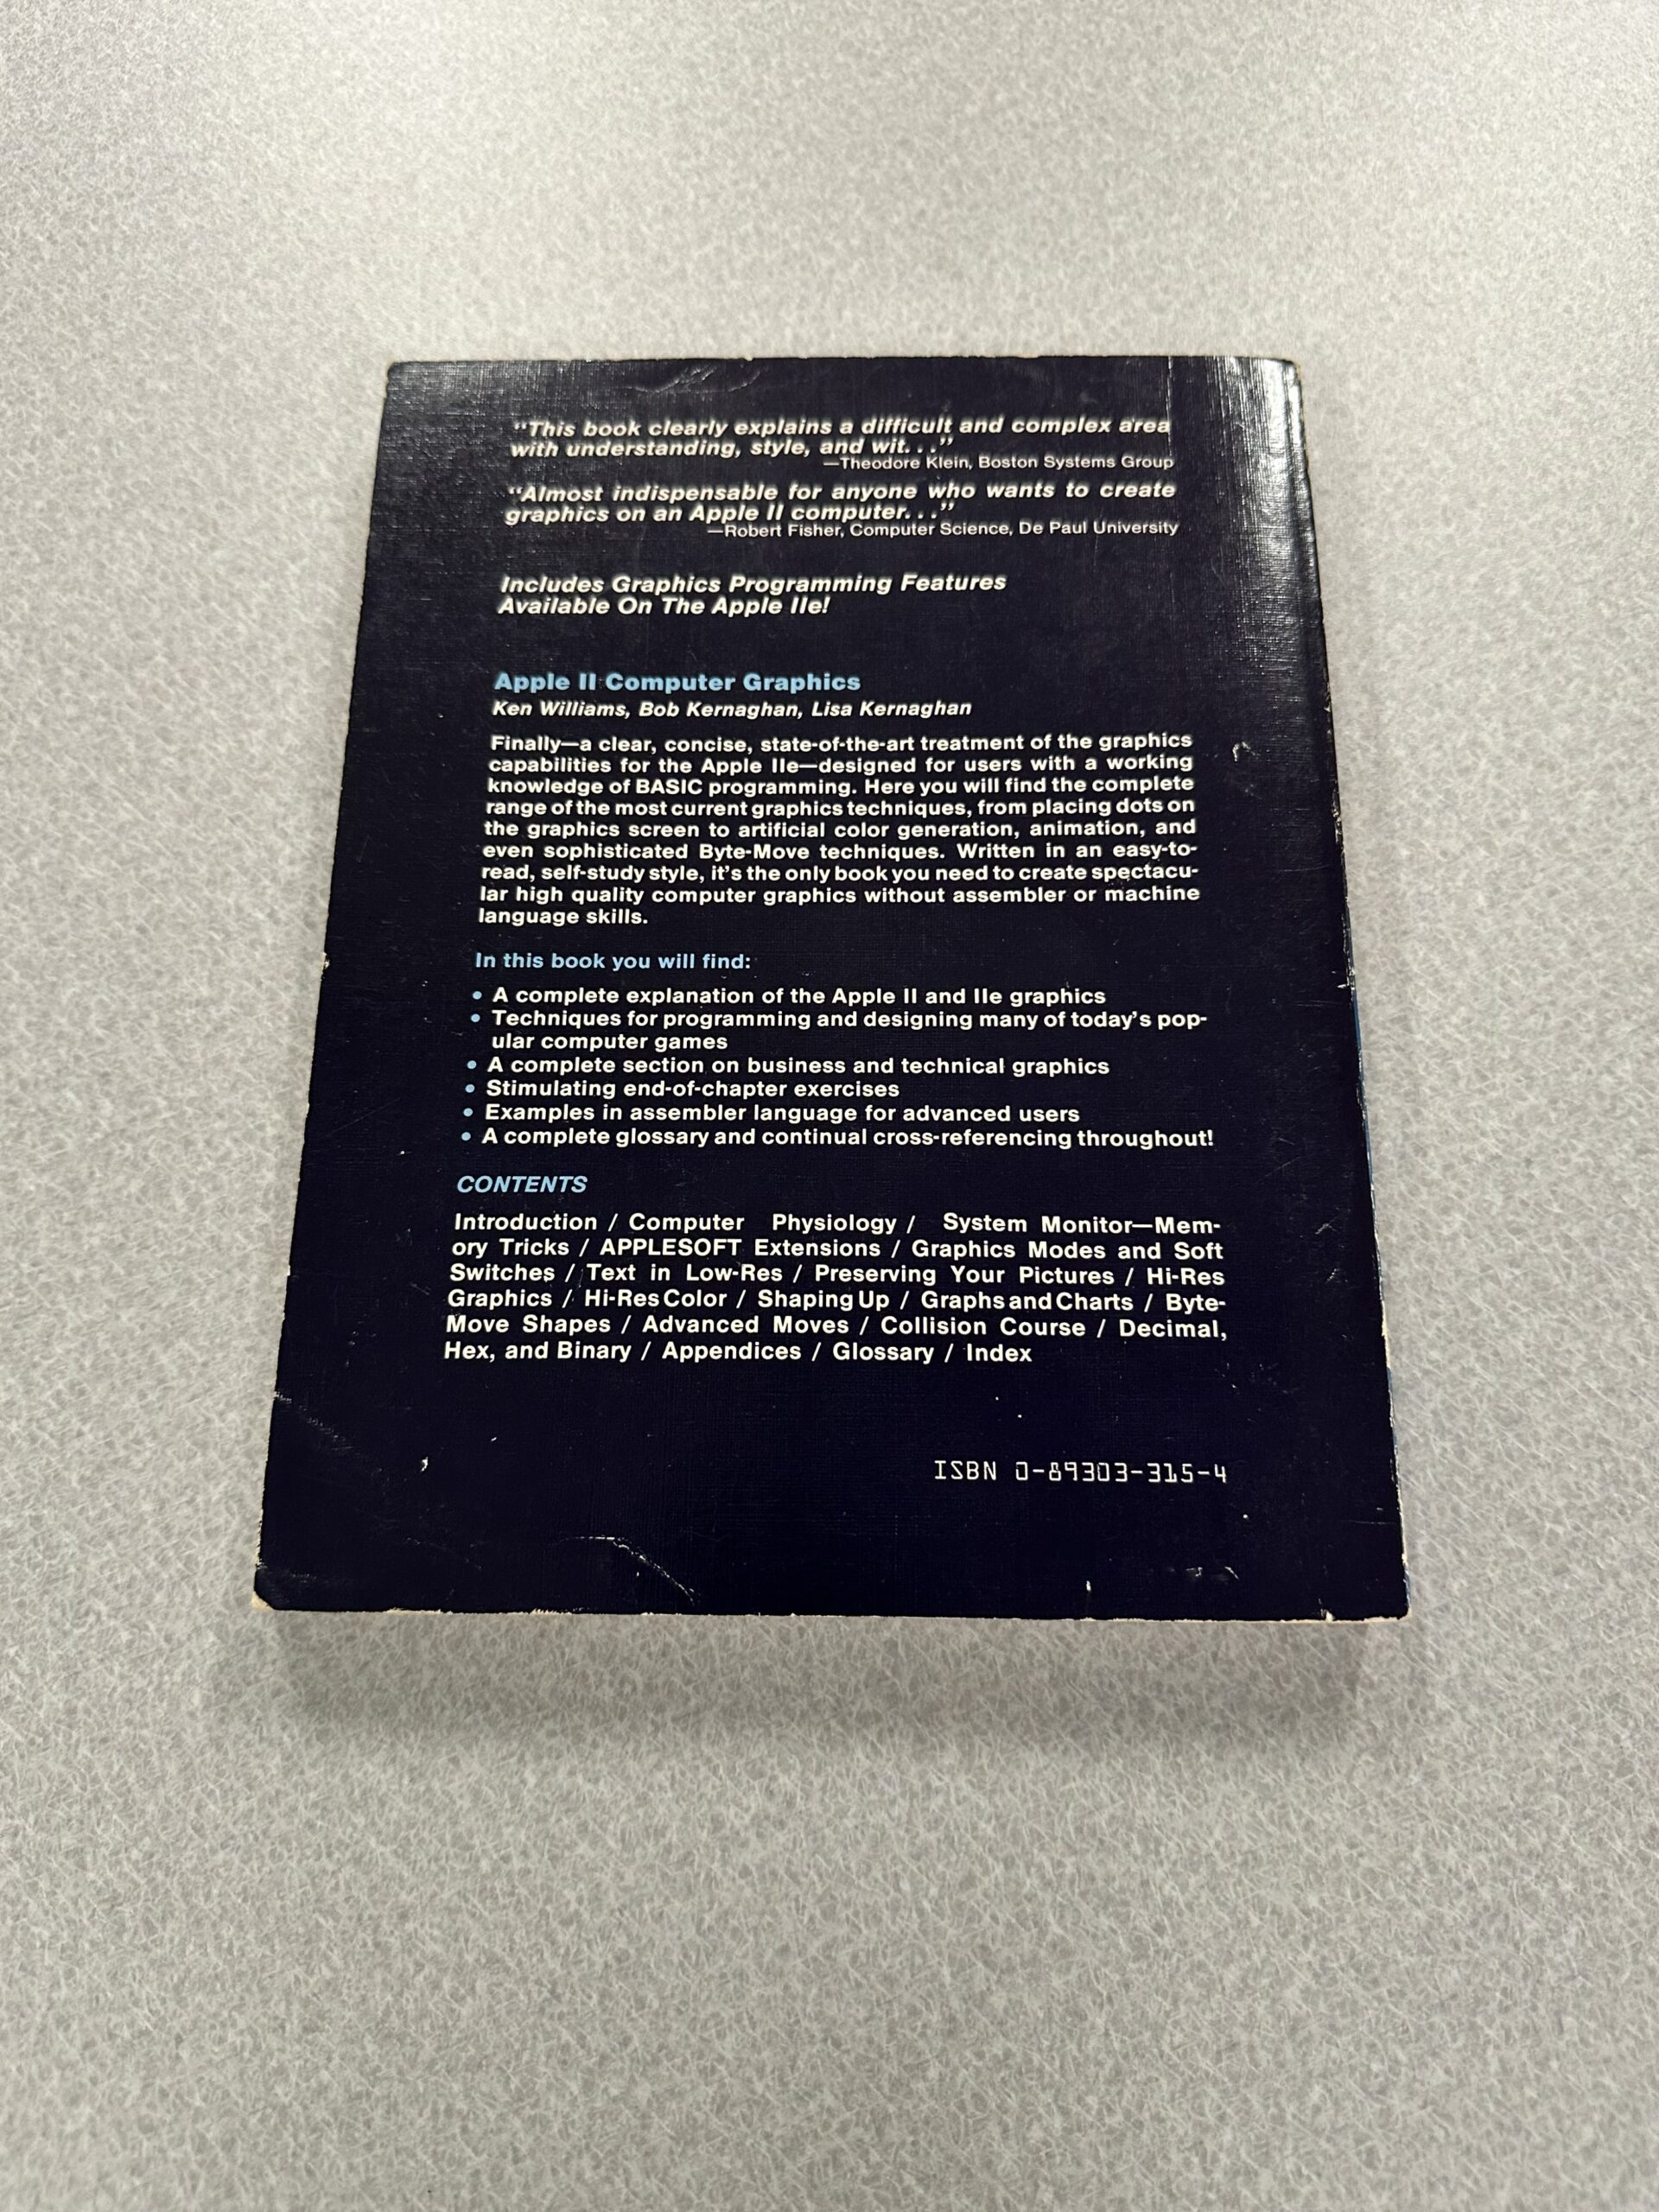 “This book clearly explains a difficult and complex area
with understanding, style, and wit. . .”
—Theodore Klein, Boston Systems Group
“Almost indispensable for anyone who wants to create
graphics on an Apple II computer. . .”
—Robert Fisher, Computer Science, De Paul University
Includes Graphics Programming Features
Available On The Apple IIe!
Apple II Computer Graphics
Ken Williams, Bob Kernaghan, Lisa Kernaghan
Finally—a clear, concise, state-of-the-art treatment of the graphics
capabilities for the Apple IIe—designed for users with a working
knowledge of BASIC programming. Here you will find the complete
range of the most current graphics techniques, from placing dots on
the graphics screen to artificial color generation, animation, and
even sophisticated Byte-Move techniques. Written in an easy-to-
read, self-study style, it’s the only book you need to create spectacu-
lar high quality computer graphics without assembler or machine
language skills.
In this book you will find:
• A complete explanation of the Apple II and IIe graphics
• Techniques for programming and designing many of today’s pop-
ular computer games
• A complete section on business and technical graphics
• Stimulating end-of-chapter exercises
• Examples in assembler language for advanced users
• A complete glossary and continual cross-referencing throughout!
CONTENTS
Introduction / Computer Physiology / System Monitor—Mem-
ory Tricks / APPLESOFT Extensions / Graphics Modes and Soft
Switches / Text in Low-Res / Preserving Your Pictures / Hi-Res
Graphics / Hi-Res Color / Shaping Up / Graphs and Charts / Byte-
Move Shapes / Advanced Moves / Collision Course / Decimal,
Hex, and Binary / Appendices / Glossary / Index
ISBN 0-89303-315-4